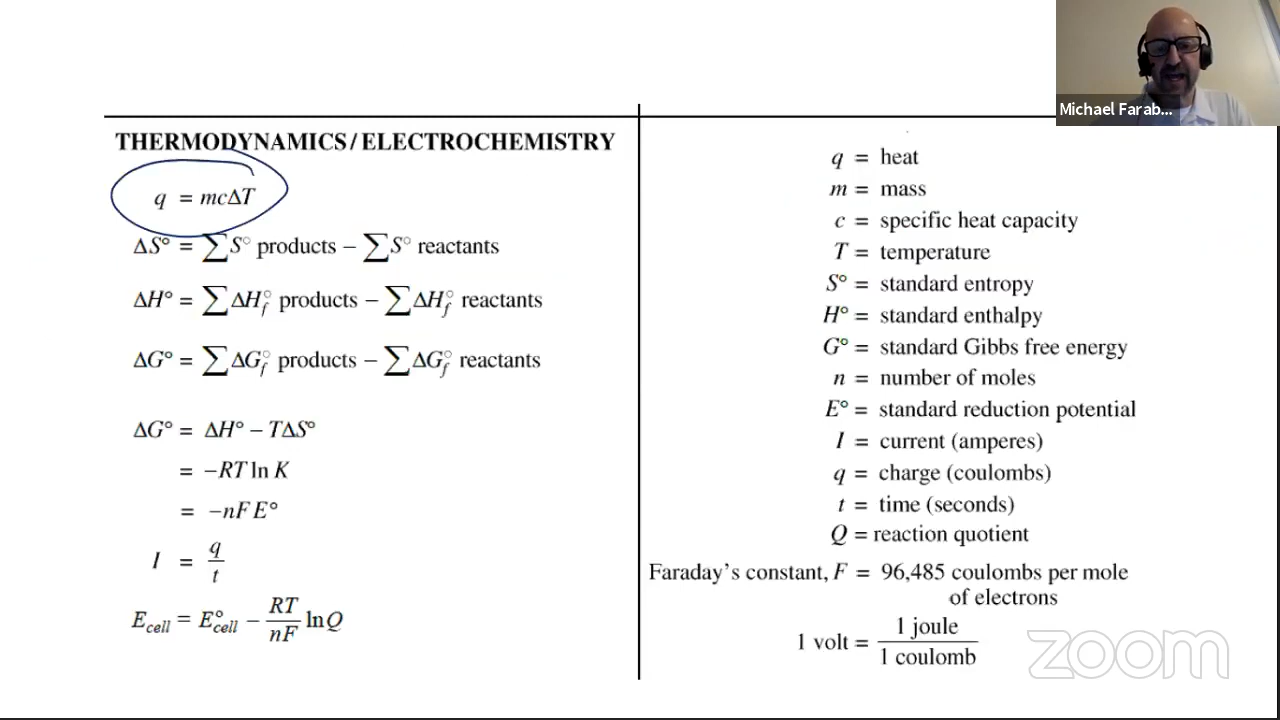 THERMODYNAMICS / ELECTROCHEMISTRY
q = mcΔT
ΔS° = ∑S° products − ∑S° reactants
ΔH° = ∑ΔH°f products − ∑ΔH°f reactants
ΔG° = ∑ΔG°f products − ∑ΔG°f reactants
ΔG° = ΔH° − TΔS°
= −RT ln K
= −nFE°
I = q/t
Ecell = E°cell − RT/nF lnQ
q = heat
m = mass
c = specific heat capacity
T = temperature
S° = standard entropy
H° = standard enthalpy
G° = standard Gibbs free energy
n = number of moles
E° = standard reduction potential
I = current (amperes)
q = charge (coulombs)
t = time (seconds)
Q = reaction quotient
Faraday's constant, F = 96,485 coulombs per mole
of electrons
1 volt = 1 joule / 1 coulomb
Michael Farab...
zoom